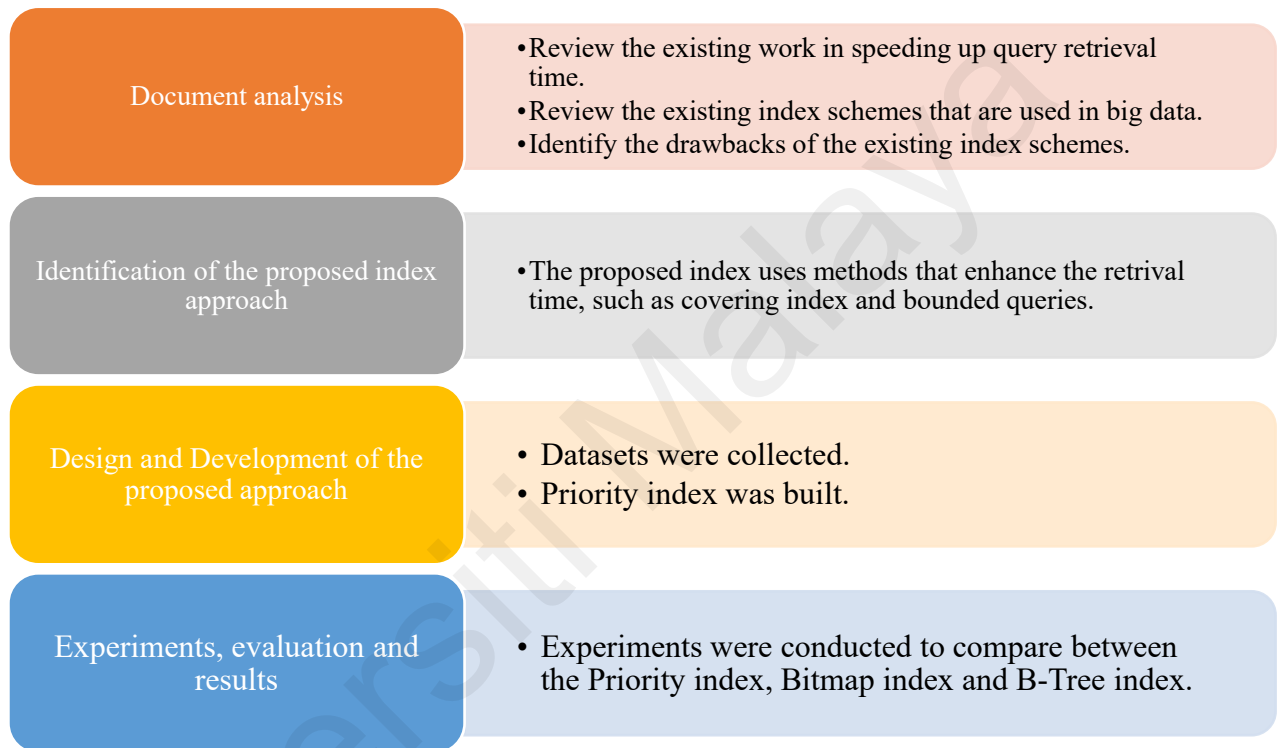 Document analysis
•Review the existing work in speeding up query retrieval
time.
•Review the existing index schemes that are used in big data.
•Identify the drawbacks of the existing index schemes.
Identification of the proposed index
approach
•The proposed index uses methods that enhance the retrival
time, such as covering index and bounded queries.
Design and Development of the
proposed approach
• Datasets were collected.
• Priority index was built.
Experiments, evaluation and
results
• Experiments were conducted to compare between
the Priority index, Bitmap index and B-Tree index.
ersiti Malaya